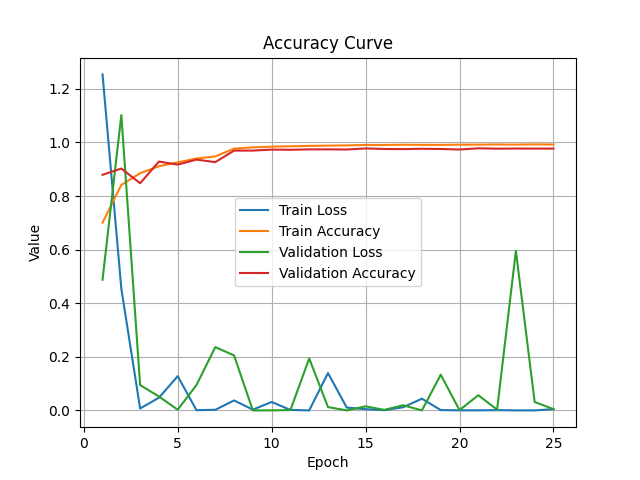 Accuracy Curve
1.2
1.0
0.8
0.6
0.4
0.2
0.0
Value
Train Loss
Train Accuracy
Validation Loss
Validation Accuracy
0
5
10
15
20
25
Epoch